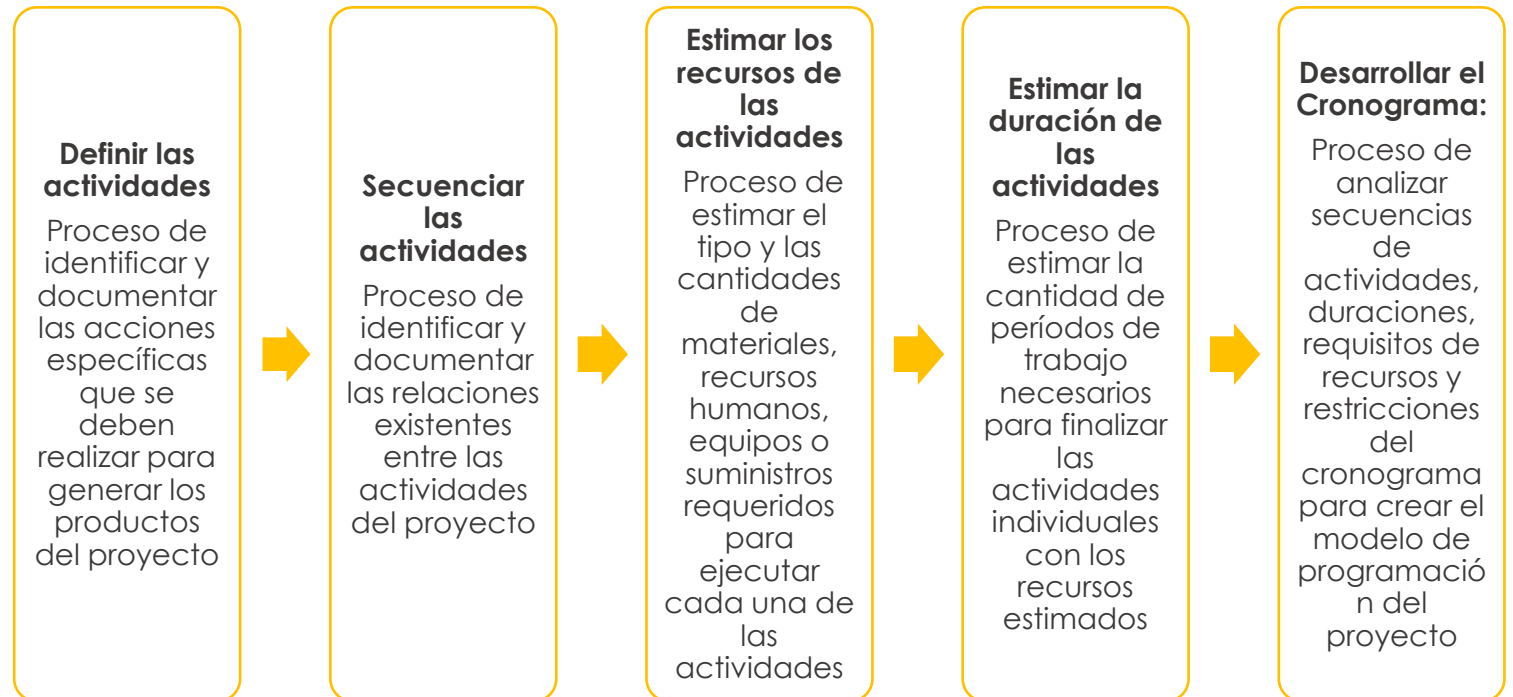 Definir las
actividades
Proceso de
identificar y
documentar
las acciones
específicas
que se
deben
realizar para
generar los
productos
del proyecto
Secuenciar
las
actividades
Proceso de
identificar y
documentar
las relaciones
existentes
entre las
actividades
del proyecto
Estimar los
recursos de
las
actividades
Proceso de
estimar el
tipo y las
cantidades
de
materiales,
recursos
humanos,
equipos o
suministros
requeridos
para
ejecutar
cada una de
las
actividades
Estimar la
duración de
las
actividades
Proceso de
estimar la
cantidad de
períodos de
trabajo
necesarios
para finalizar
las
actividades
individuales
con los
recursos
estimados
Desarrollar el
Cronograma:
Proceso de
analizar
secuencias
de
actividades,
duraciones,
requisitos de
recursos y
restricciones
del
cronograma
para crear el
modelo de
programació
n del
proyecto